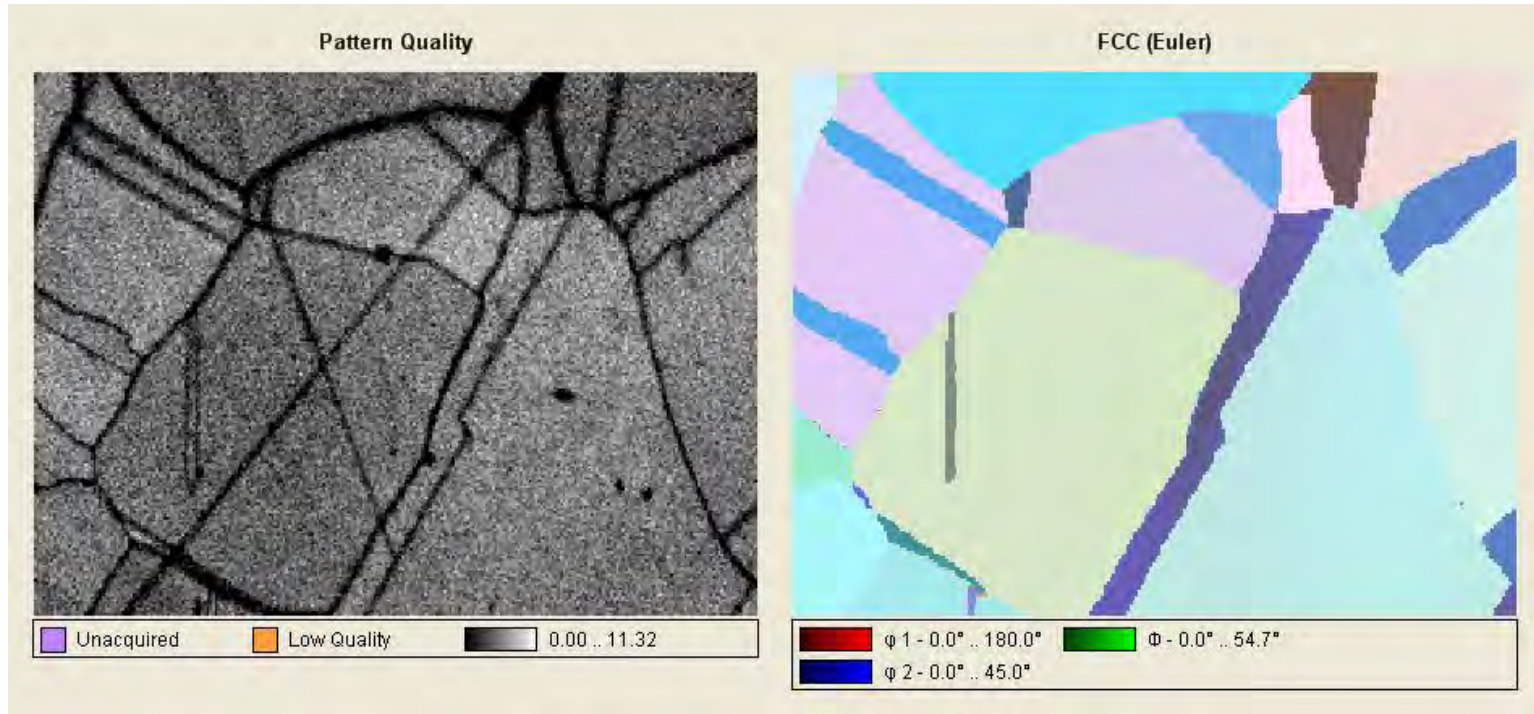 Pattern Quality
FCC (Euler)
Unacquired
Low Quality
0.00 .. 11.32
φ 1 - 0.0° .. 180.0°
Φ - 0.0° .. 54.7°
φ 2 - 0.0° .. 45.0°